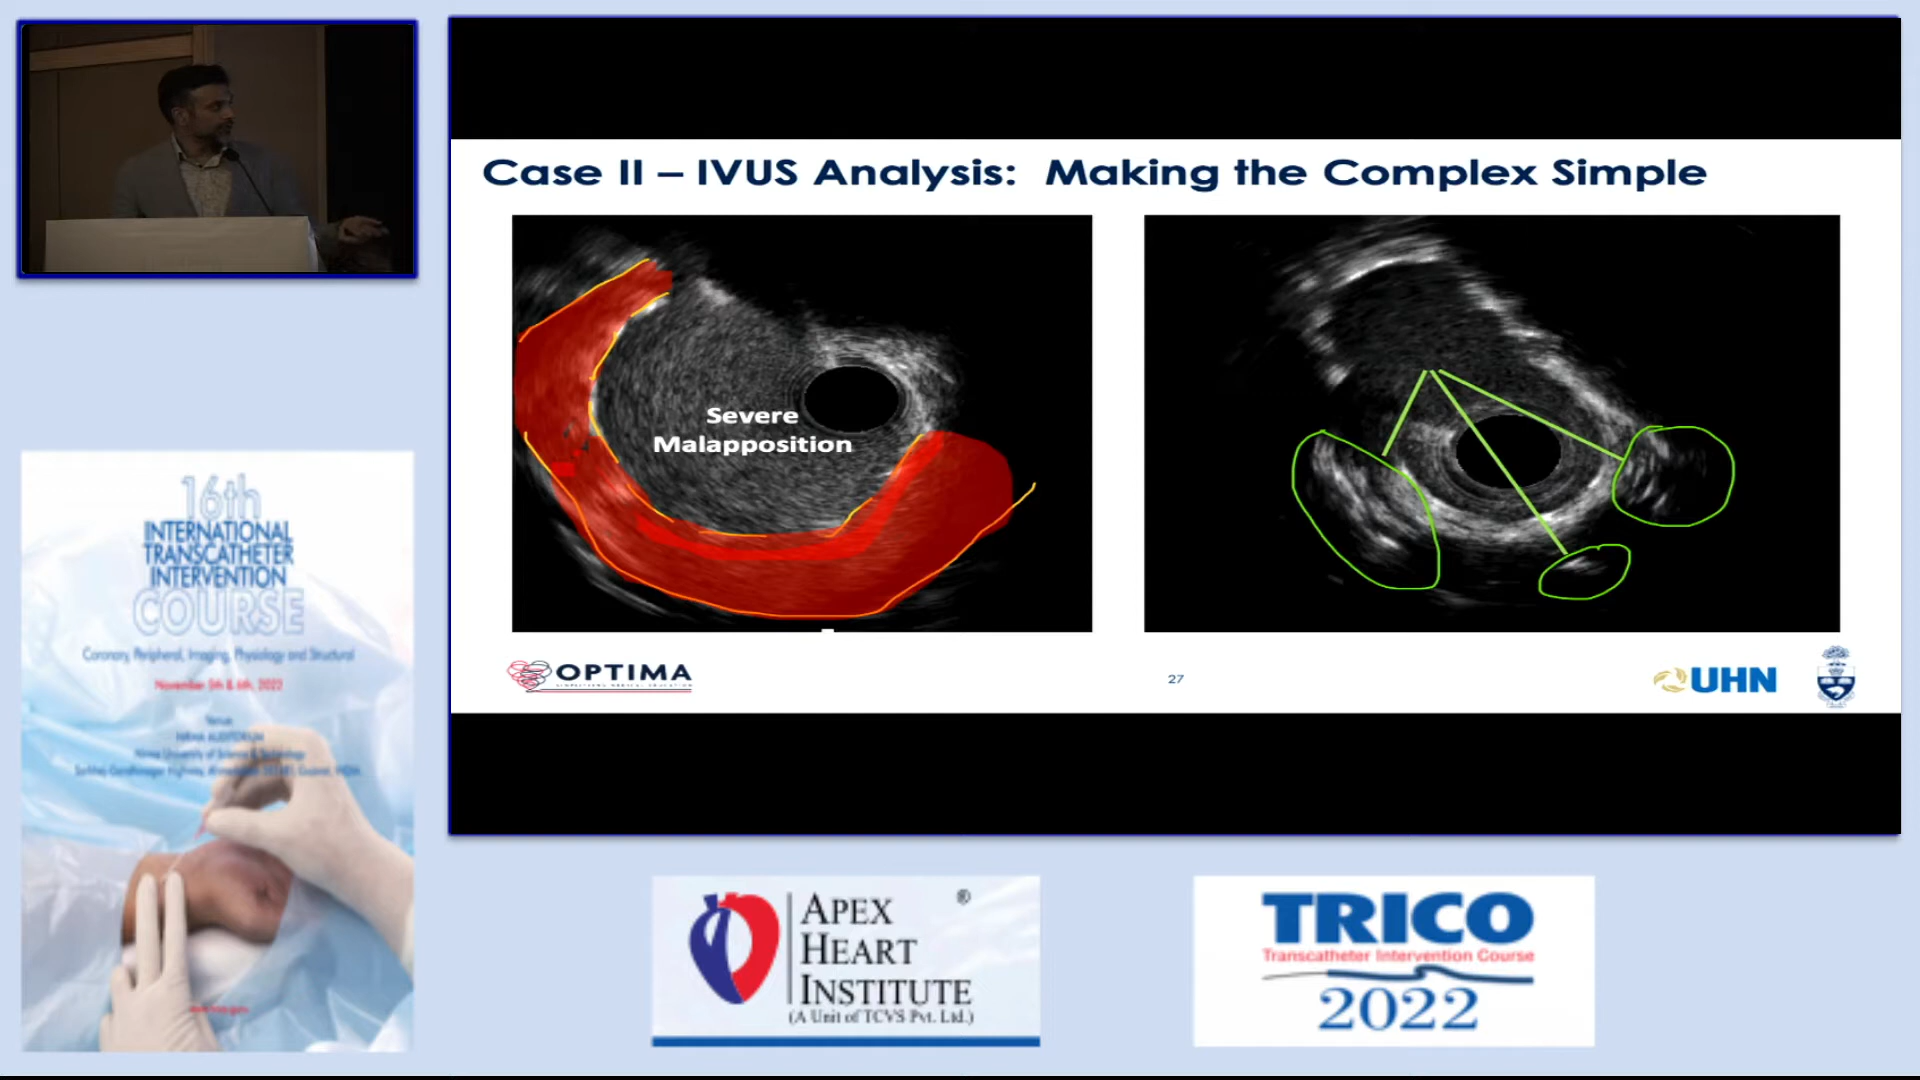 Case II – IVUS Analysis: Making the Complex Simple
Severe
Malapposition
OPTIMA
27
UHN
16th
INTERNATIONAL
TRANSCATHETER
INTERVENTION
COURSE
Coronary, Peripheral, Imaging, Physiology and Structural
November 5th & 6th, 2022
Venue
APEX
HEART
INSTITUTE
(A Unit of TCVS Pvt. Ltd.)
®
TRICO
Transcatheter Intervention Course
2022